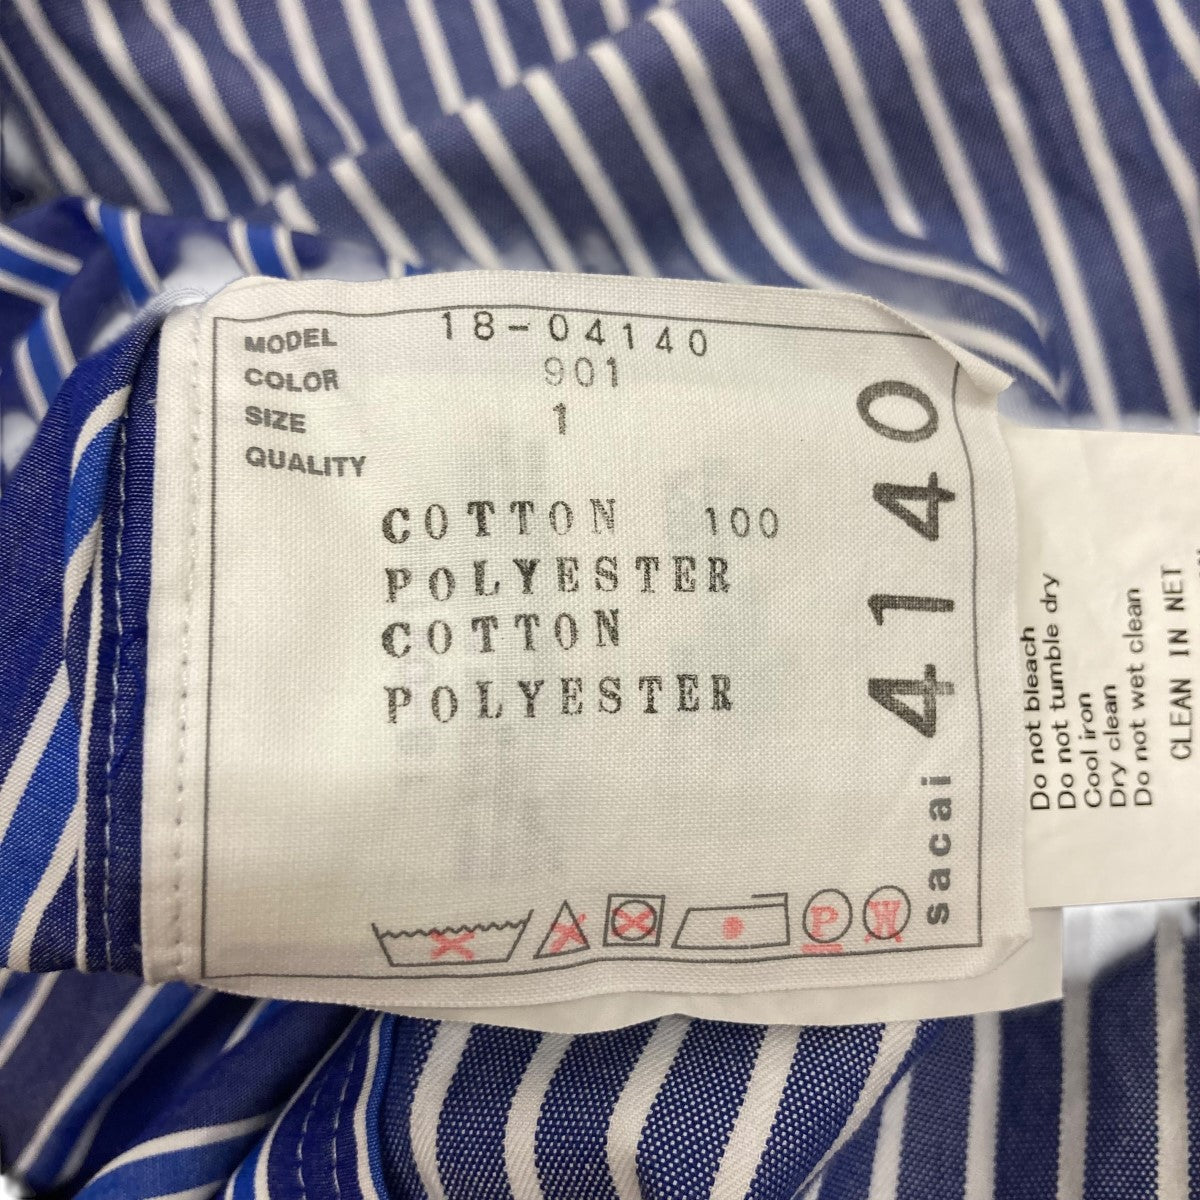 MODEL 18-04140
COLOR 901
SIZE 1
QUALITY
COTTON 100
POLYESTER
COTTON
POLYESTER
P W
sacai 4140
Do not bleach
Do not tumble dry
Cool iron
Dry clean
Do not wet clean
CLEAN IN NET